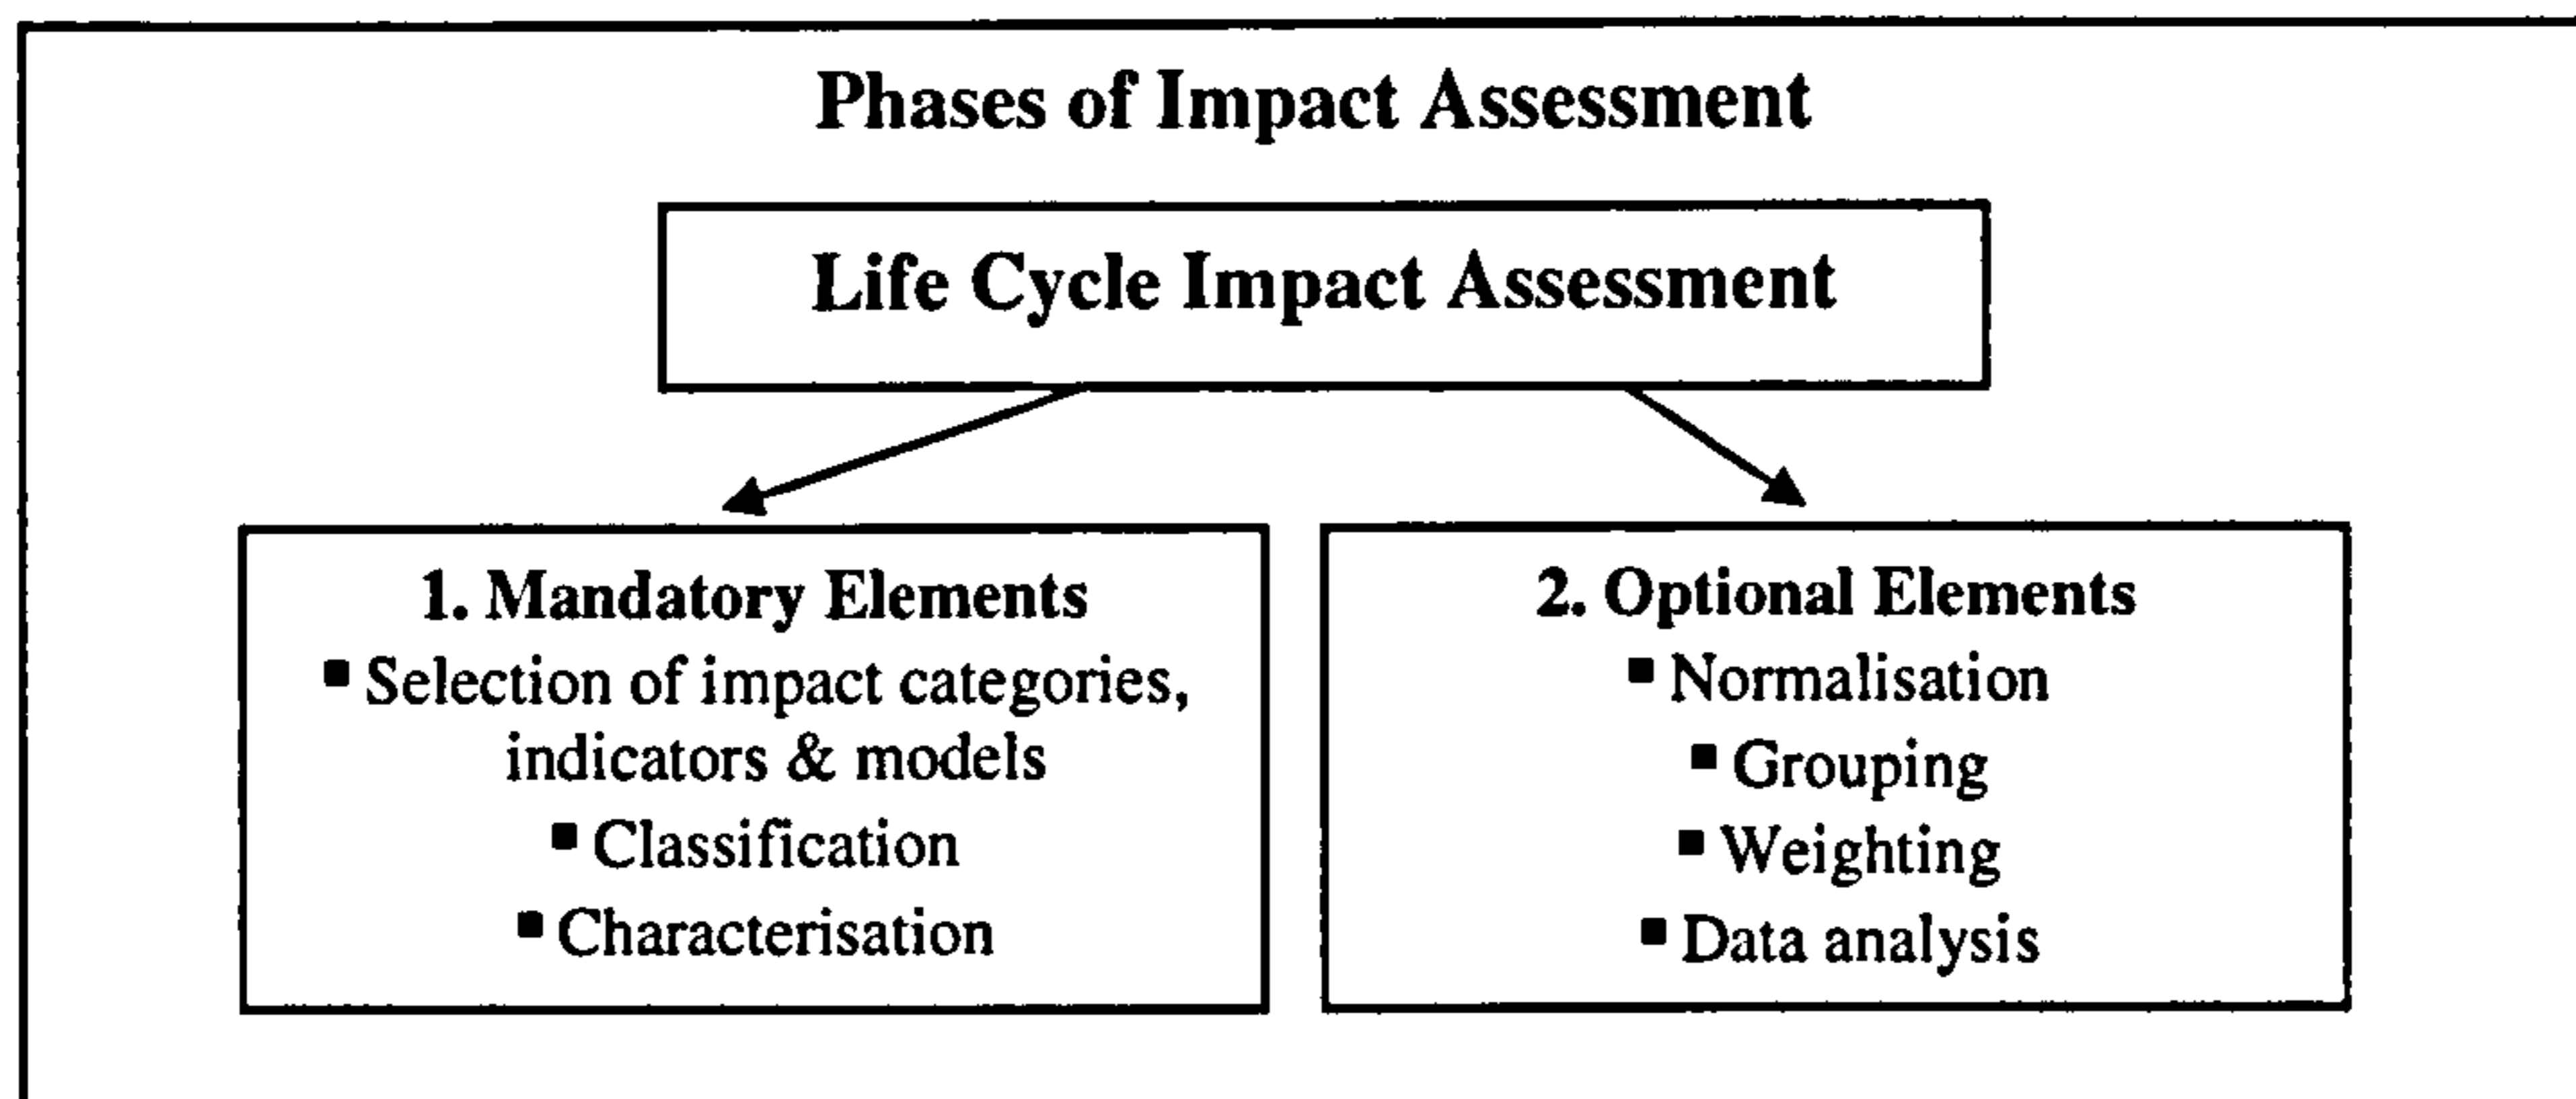 Phases of Impact Assessment
Life Cycle Impact Assessment
1. Mandatory Elements
▪ Selection of impact categories,
indicators & models
▪ Classification
▪ Characterisation
2. Optional Elements
▪ Normalisation
▪ Grouping
▪ Weighting
▪ Data analysis